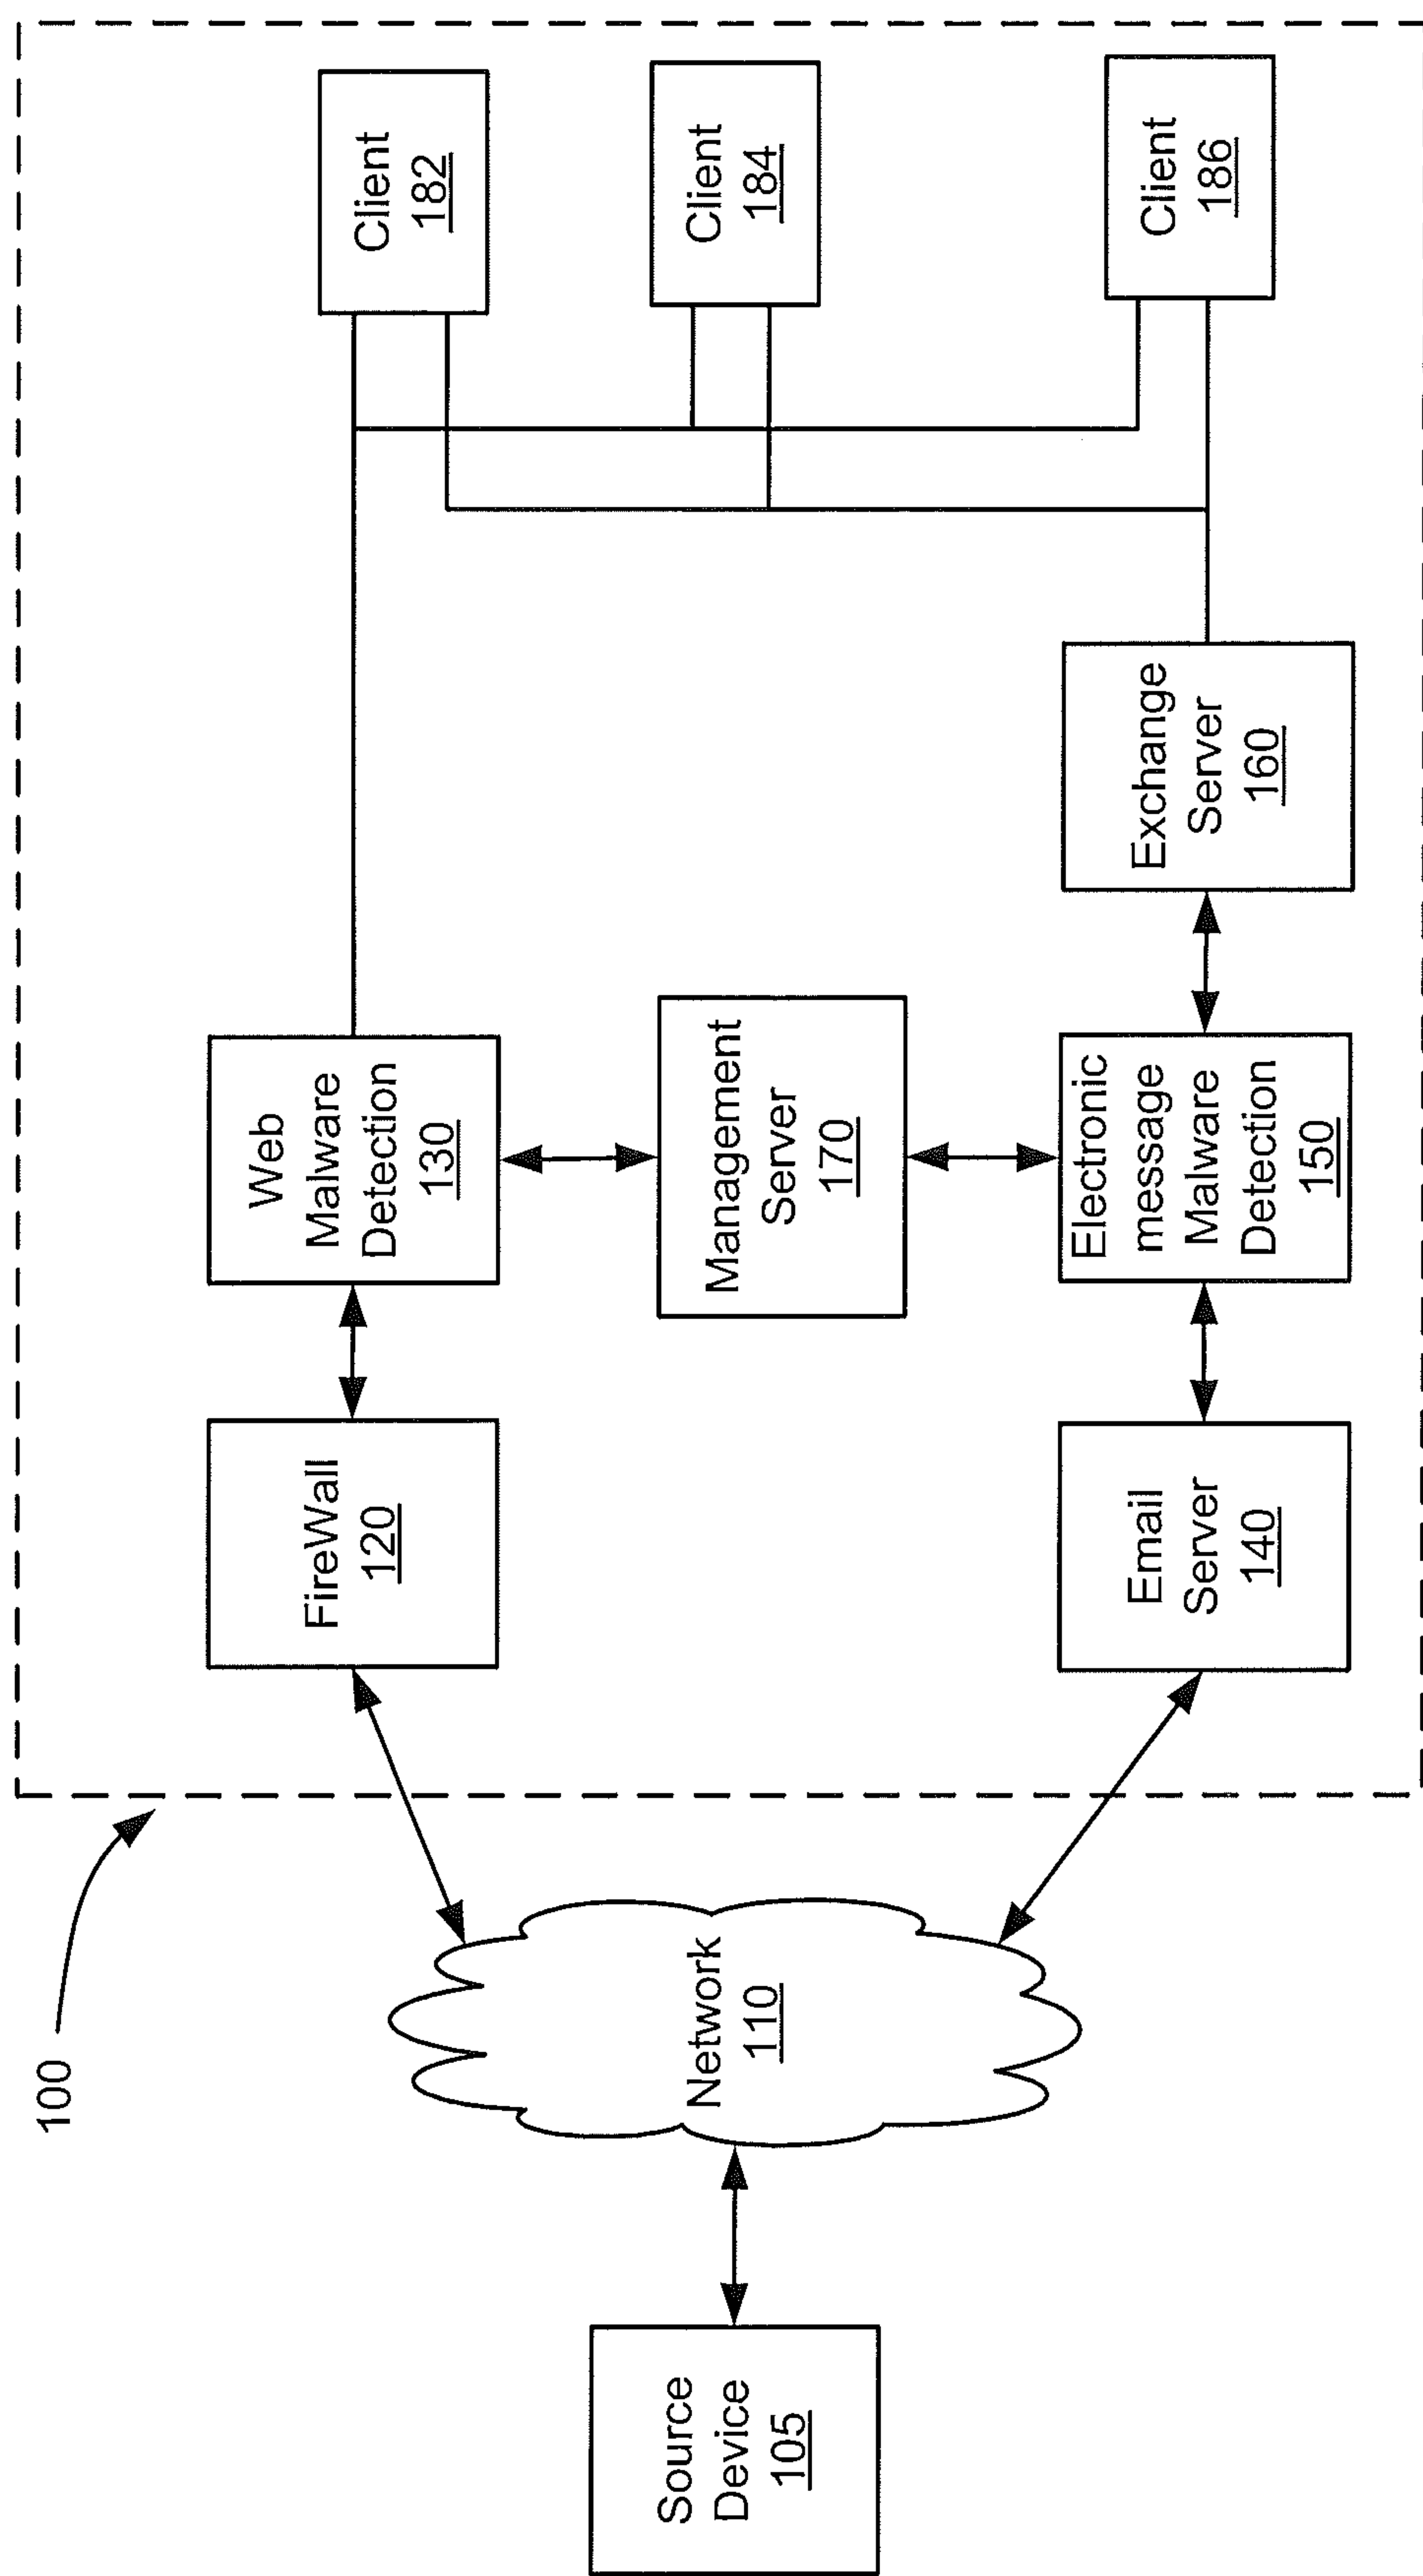 100
Source
Device
105
Network
110
FireWall
120
Web
Malware
Detection
130
Client
182
Client
184
Management
Server
170
Email
Server
140
Electronic
message
Malware
Detection
150
Exchange
Server
160
Client
186